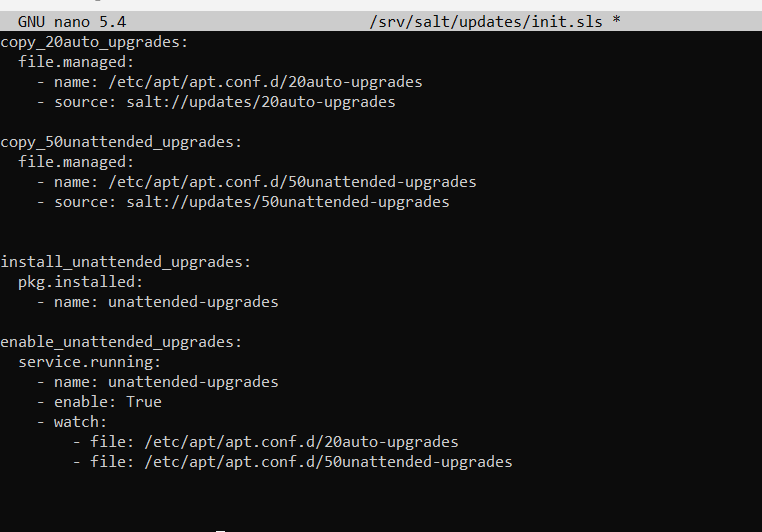 GNU nano 5.4 /srv/salt/updates/init.sls *
copy_20auto_upgrades:
  file.managed:
    - name: /etc/apt/apt.conf.d/20auto-upgrades
    - source: salt://updates/20auto-upgrades

copy_50unattended_upgrades:
  file.managed:
    - name: /etc/apt/apt.conf.d/50unattended-upgrades
    - source: salt://updates/50unattended-upgrades


install_unattended_upgrades:
  pkg.installed:
    - name: unattended-upgrades

enable_unattended_upgrades:
  service.running:
    - name: unattended-upgrades
    - enable: True
    - watch:
        - file: /etc/apt/apt.conf.d/20auto-upgrades
        - file: /etc/apt/apt.conf.d/50unattended-upgrades